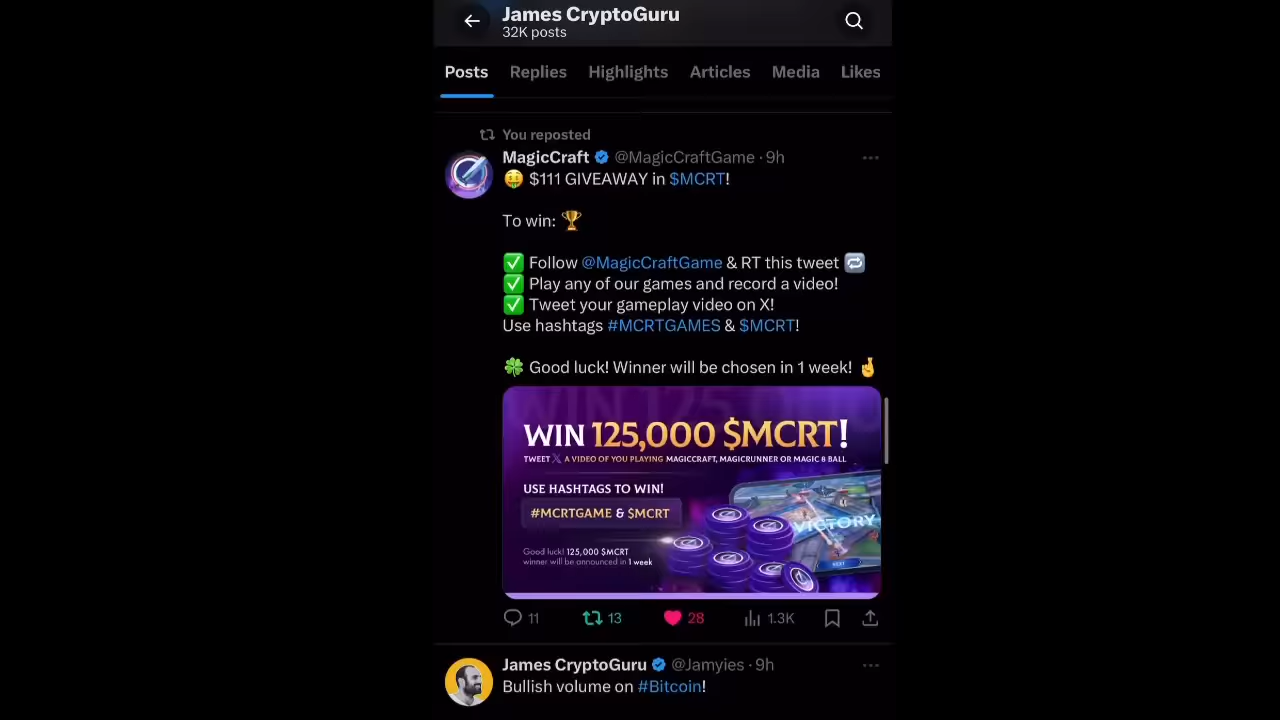 James CryptoGuru
32K posts
Posts Replies Highlights Articles Media Likes
You reposted
MagicCraft @MagicCraftGame · 9h
🤑 $111 GIVEAWAY in $MCRT!
To win: 🏆
✅ Follow @MagicCraftGame & RT this tweet 🔁
✅ Play any of our games and record a video!
✅ Tweet your gameplay video on X!
Use hashtags #MCRTGAMES & $MCRT!
🍀 Good luck! Winner will be chosen in 1 week! 🤞
WIN 125,000 $MCRT!
TWEET X A VIDEO OF YOU PLAYING MAGICCRAFT, MAGICRUNNER OR MAGIC 8 BALL
USE HASHTAGS TO WIN!
#MCRTGAME & $MCRT
VICTORY
Good luck! 125,000 $MCRT
winner will be announced in 1 week
11 13 28 1.3K
James CryptoGuru @Jamyies · 9h
Bullish volume on #Bitcoin!